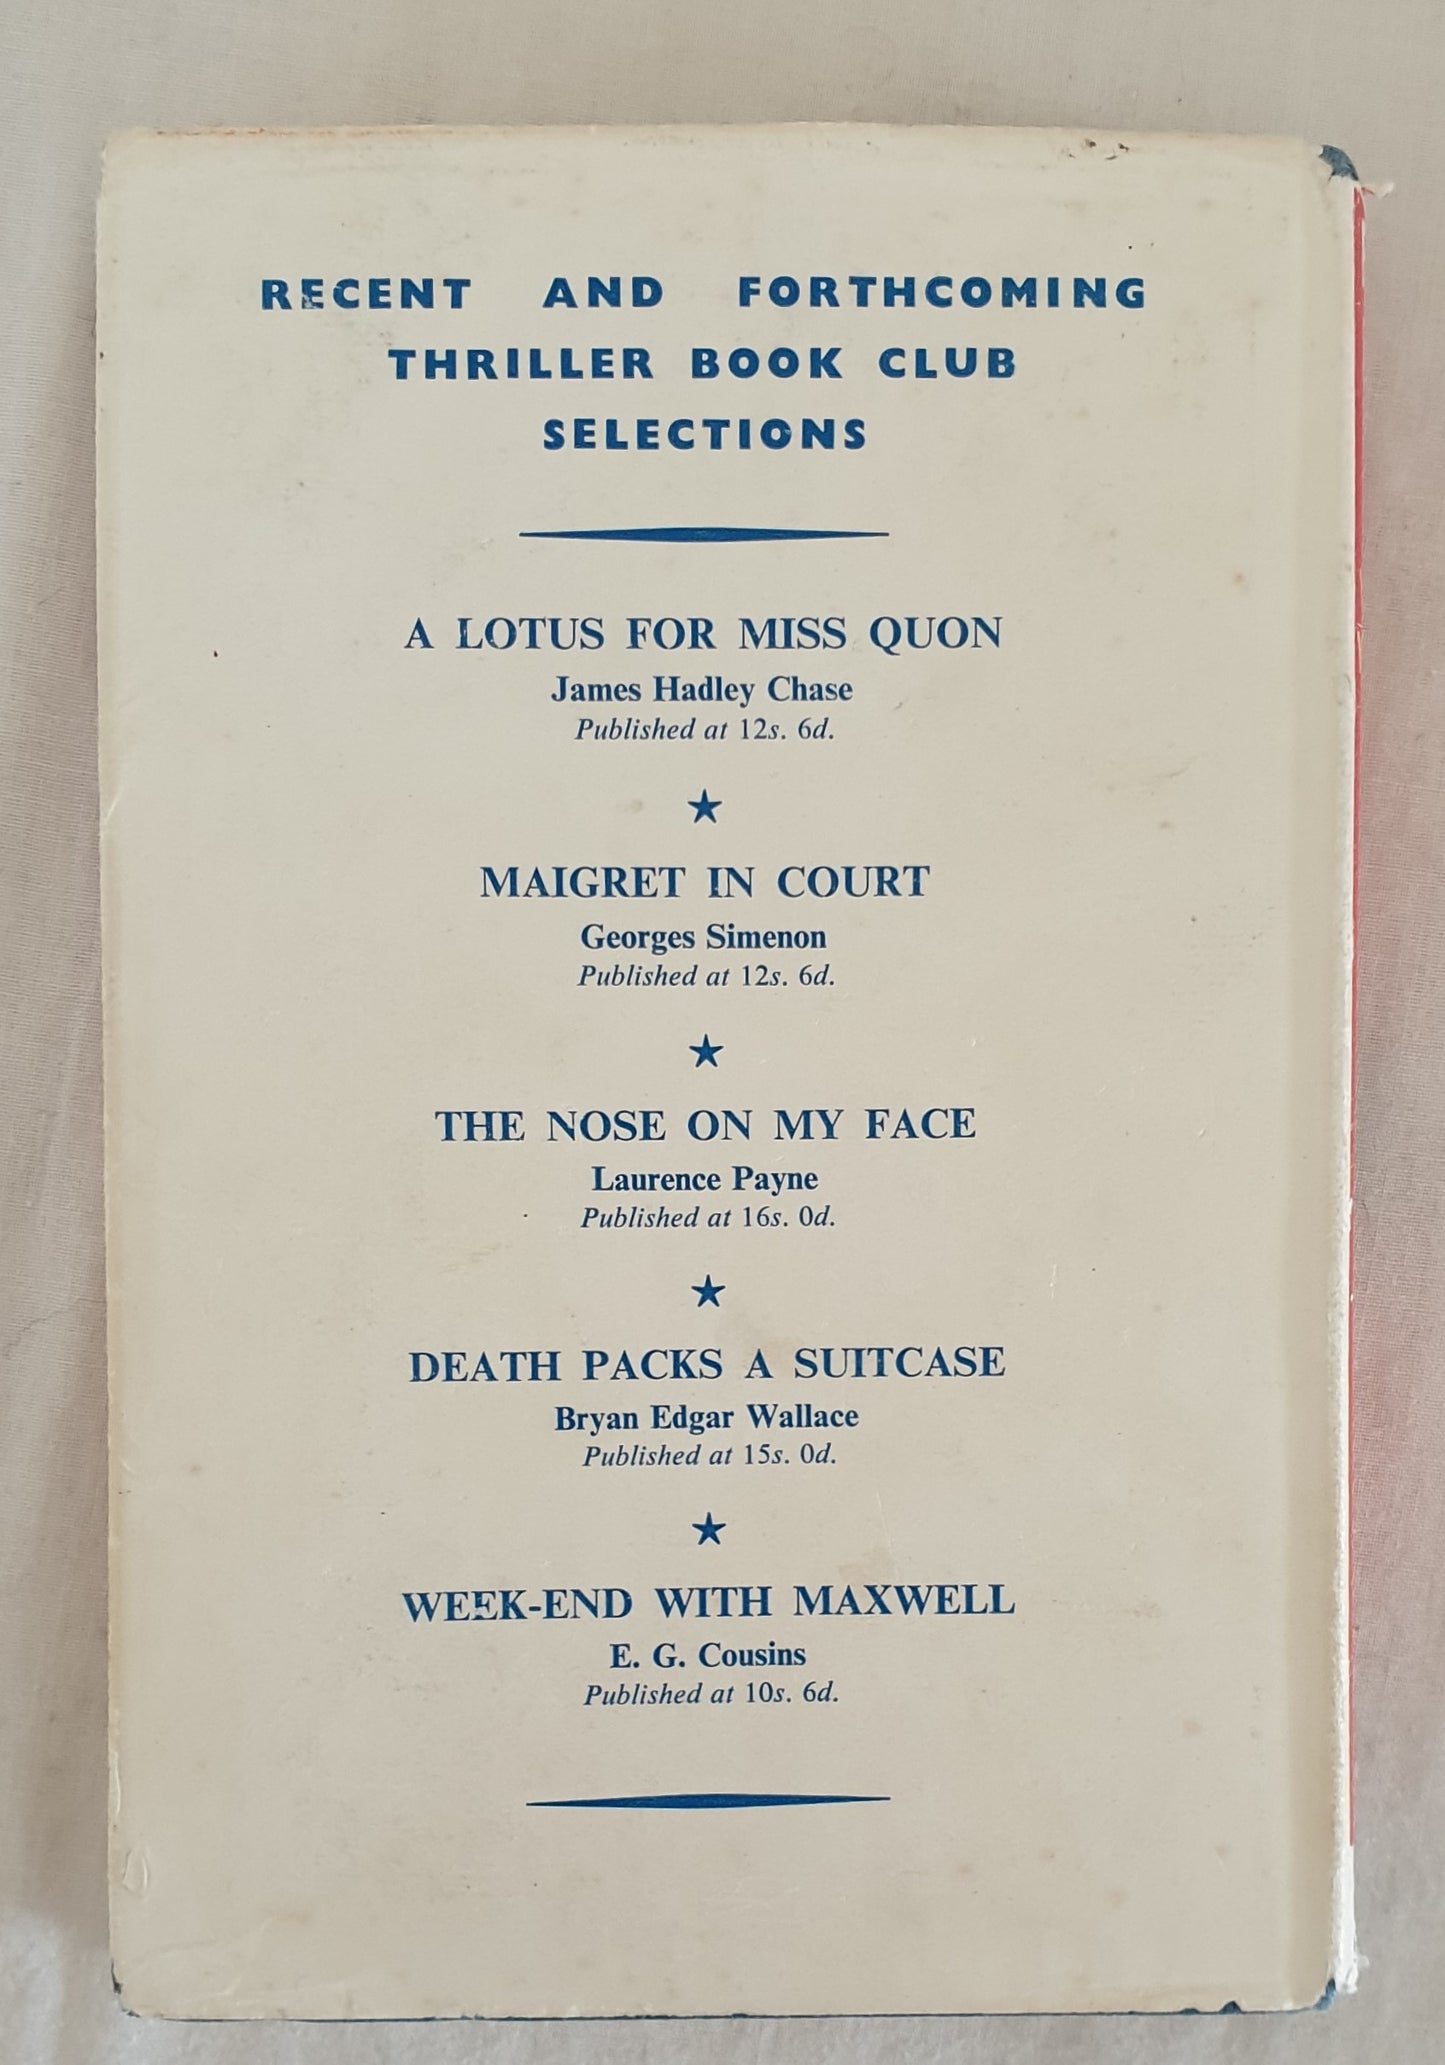 RECENT AND FORTHCOMING
THRILLER BOOK CLUB
SELECTIONS
A LOTUS FOR MISS QUON
James Hadley Chase
Published at 12s. 6d.
MAIGRET IN COURT
Georges Simenon
Published at 12s. 6d.
THE NOSE ON MY FACE
Laurence Payne
Published at 16s. 0d.
DEATH PACKS A SUITCASE
Bryan Edgar Wallace
Published at 15s. 0d.
WEEK-END WITH MAXWELL
E. G. Cousins
Published at 10s. 6d.